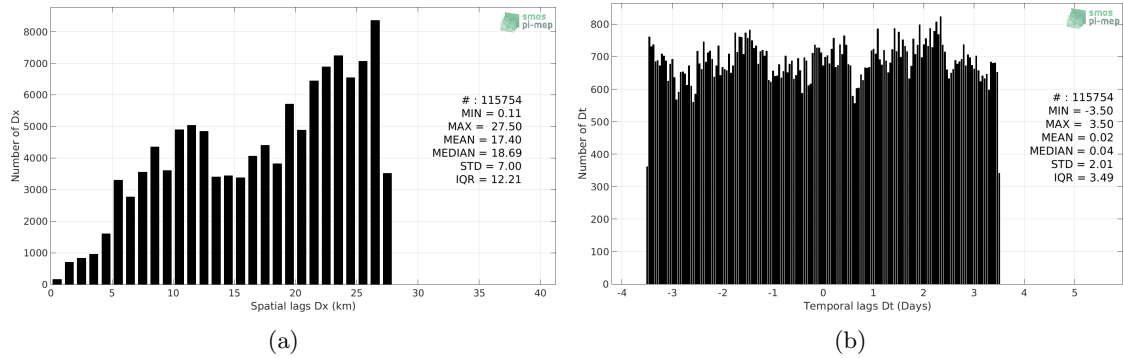 8000
7000
6000
5000
4000
3000
2000
1000
0
Number of Dx
0 5 10 15 20 25 30 35 40
Spatial lags Dx (km)
smos
pi-mep
# : 115754
MIN = 0.11
MAX = 27.50
MEAN = 17.40
MEDIAN = 18.69
STD = 7.00
IQR = 12.21
(a)
800
700
600
500
400
300
200
100
0
Number of Dt
-4 -3 -2 -1 0 1 2 3 4 5
Temporal lags Dt (Days)
smos
pi-mep
# : 115754
MIN = -3.50
MAX = 3.50
MEAN = 0.02
MEDIAN = 0.04
STD = 2.01
IQR = 3.49
(b)